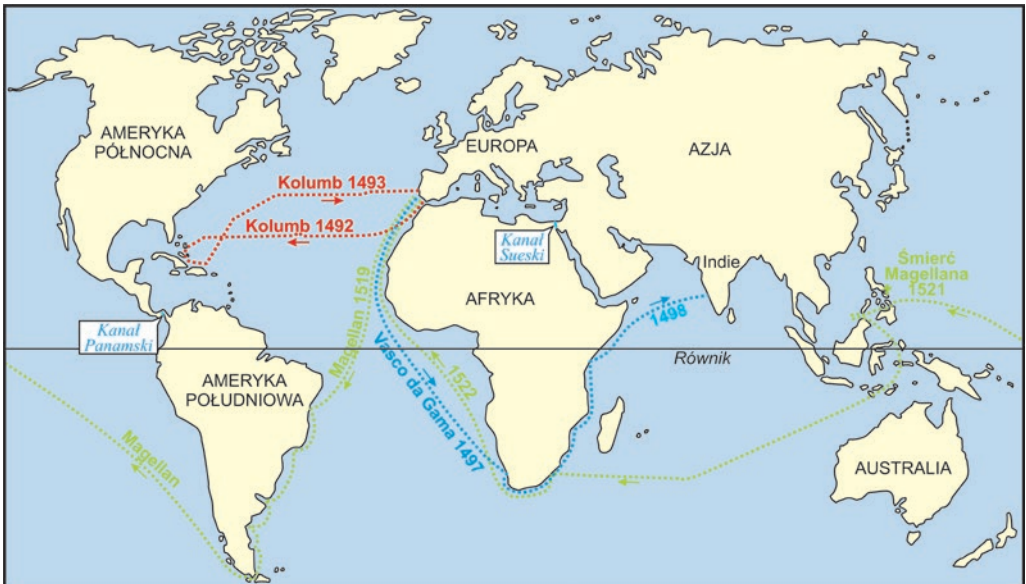 AMERYKA
PÓŁNOCNA
EUROPA
AZJA
Kolumb 1493
Kolumb 1492
Kanał
Sueski
Indie
Śmierć
Magellana
1521
AFRYKA
Magellan 1519
1498
Kanał
Panamski
Równik
AMERYKA
POŁUDNIOWA
1522
Vasco da Gama 1497
Magellan
AUSTRALIA